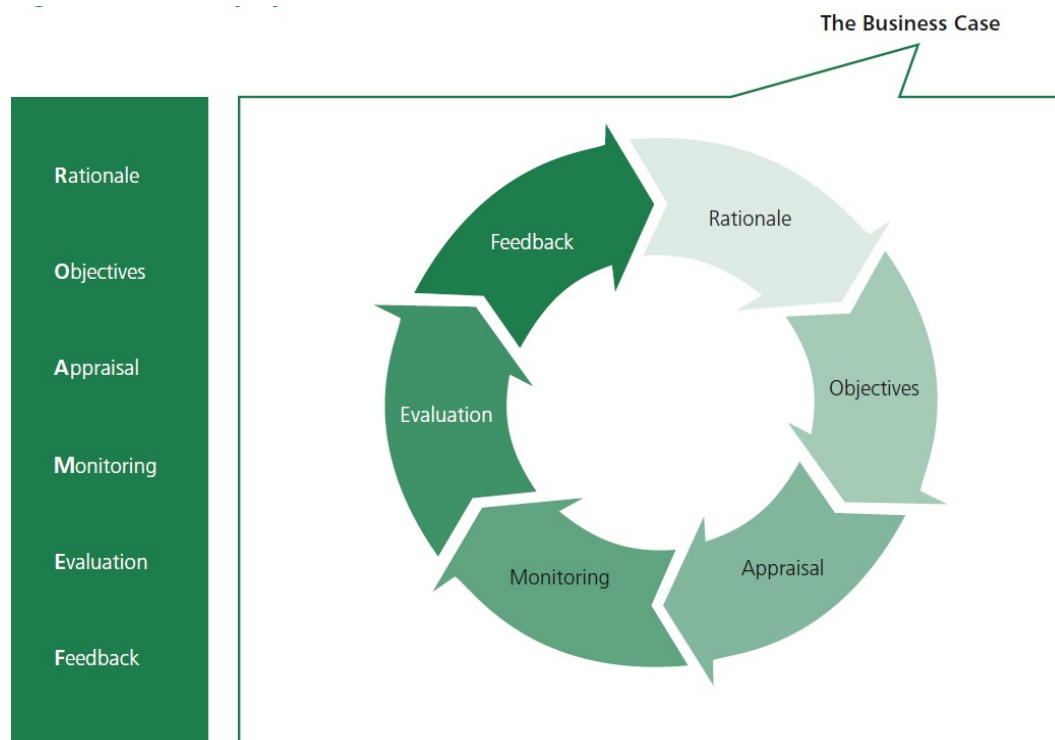 The Business Case
Rationale
Objectives
Appraisal
Monitoring
Evaluation
Feedback
Rationale
Objectives
Appraisal
Monitoring
Evaluation
Feedback